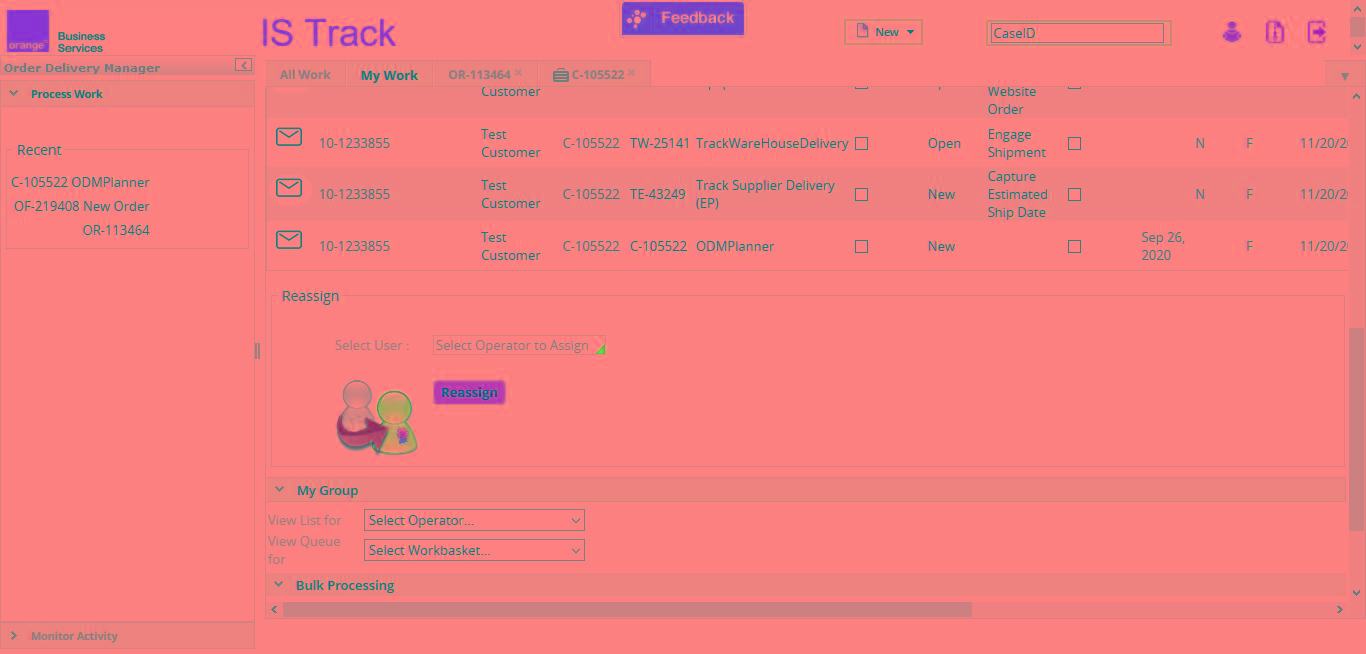 orange™
Business
Services
IS Track
Feedback
New
CaseID
Order Delivery Manager
All Work
My Work
OR-113464 ×
C-105522 ×
Process Work
Recent
C-105522 ODMPlanner
OF-219408 New Order
OR-113464
Monitor Activity
Customer
Website
Order
10-1233855
Test
Customer
C-105522
TW-25141
TrackWareHouseDelivery
Open
Engage
Shipment
N
F
11/20/2
10-1233855
Test
Customer
C-105522
TE-43249
Track Supplier Delivery
(EP)
New
Capture
Estimated
Ship Date
N
F
11/20/2
10-1233855
Test
Customer
C-105522
C-105522
ODMPlanner
New
Sep 26,
2020
F
11/20/2
Reassign
Select User :
Select Operator to Assign
Reassign
My Group
View List for
Select Operator...
View Queue
for
Select Workbasket...
Bulk Processing